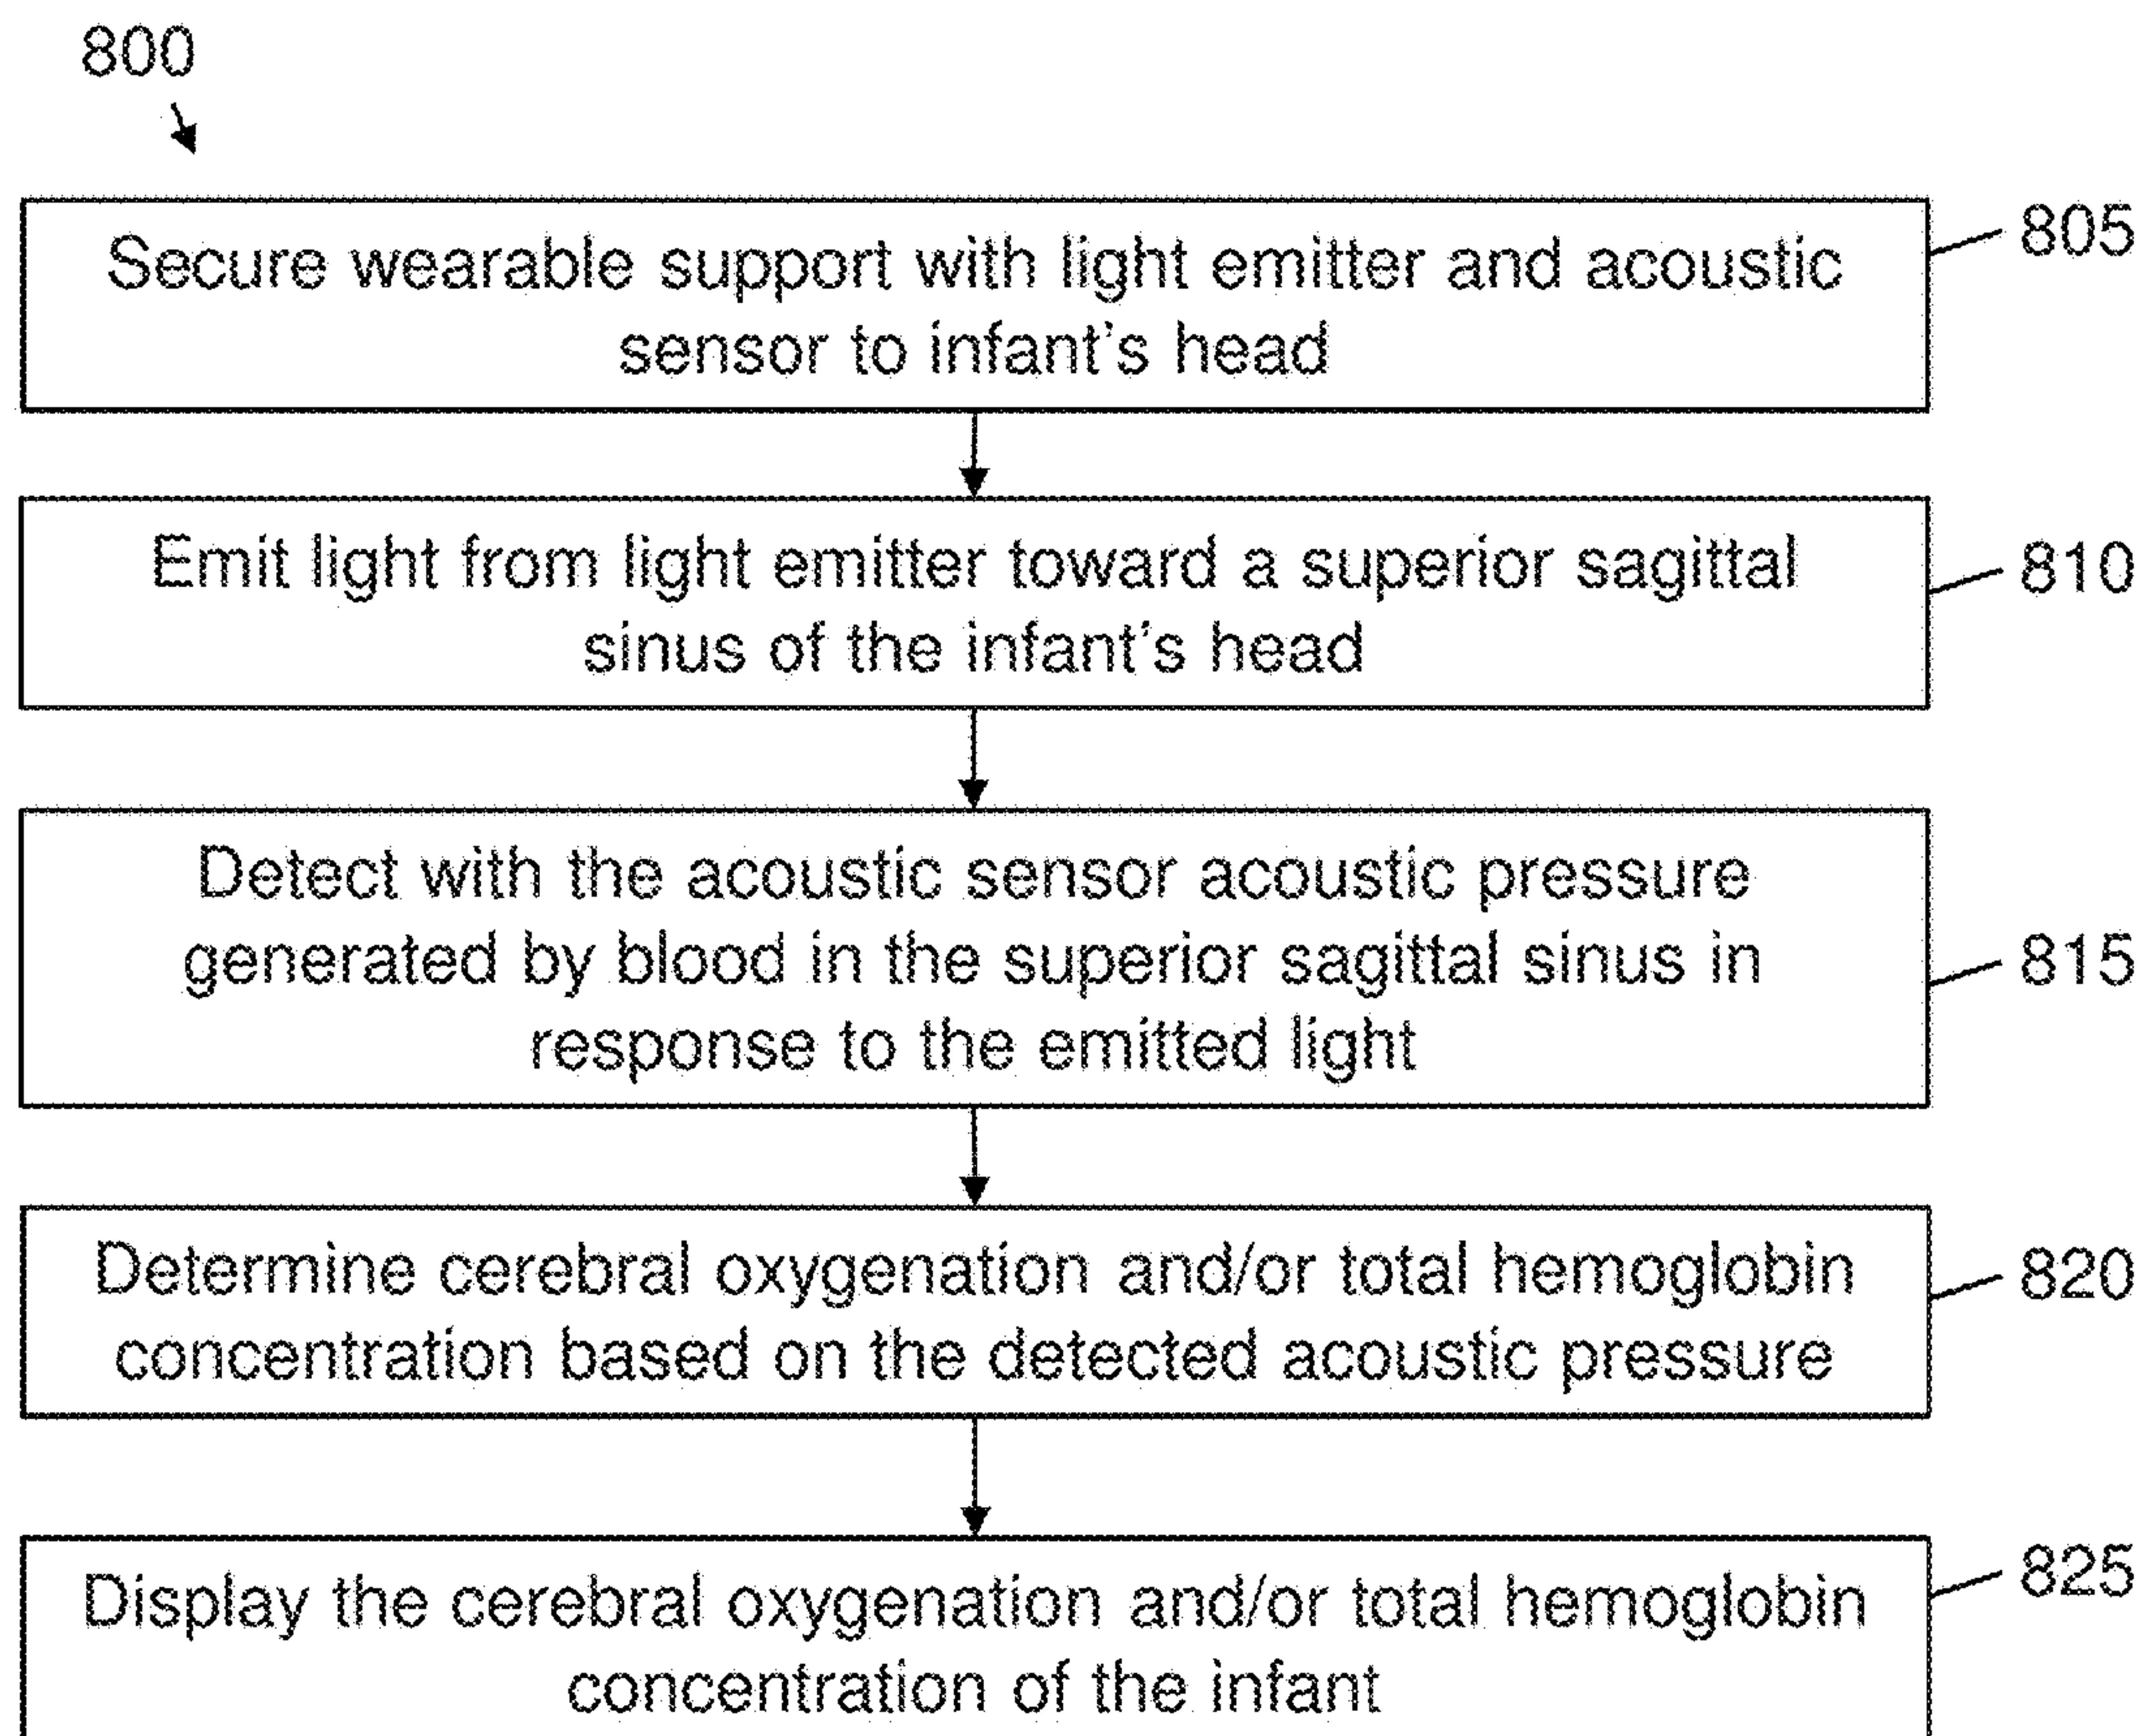 800
Secure wearable support with light emitter and acoustic
sensor to infant's head
805
Emit light from light emitter toward a superior sagittal
sinus of the infant's head
810
Detect with the acoustic sensor acoustic pressure
generated by blood in the superior sagittal sinus in
response to the emitted light
815
Determine cerebral oxygenation and/or total hemoglobin
concentration based on the detected acoustic pressure
820
Display the cerebral oxygenation and/or total hemoglobin
concentration of the infant
825